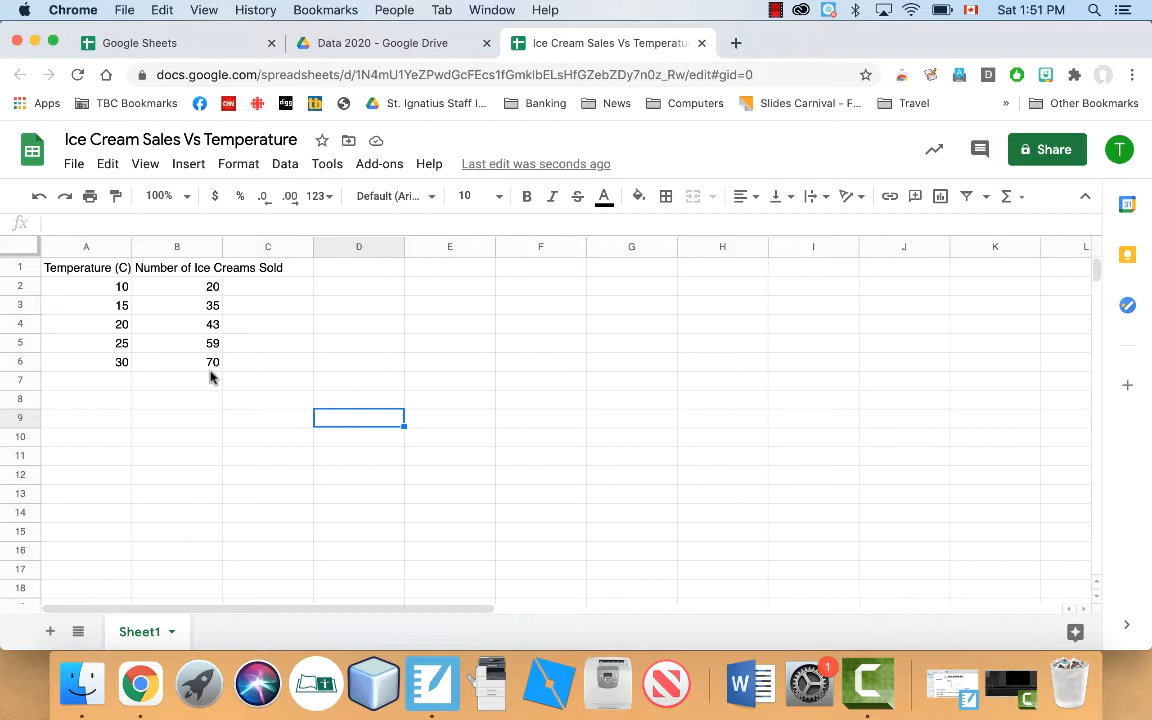 Chrome File Edit View History Bookmarks People Tab Window Help Sat 1:51 PM
Google Sheets Data 2020 - Google Drive Ice Cream Sales Vs Temperatu
docs.google.com/spreadsheets/d/1N4mU1YeZPwdGcFEcs1fGmklbELsHfGZebZDy7n0z_Rw/edit#gid=0
Apps TBC Bookmarks St. Ignatius Staff I... Banking News Computers Slides Carnival - F... Travel » Other Bookmarks
Ice Cream Sales Vs Temperature
File Edit View Insert Format Data Tools Add-ons Help Last edit was seconds ago Share T
100% $ % .0 .00 123 Default (Ari... 10 B I S A
fx
A B C D E F G H I J K L
1 Temperature (C) Number of Ice Creams Sold
2 10 20
3 15 35
4 20 43
5 25 59
6 30 70
7
8
9
10
11
12
13
14
15
16
17
18
Sheet1